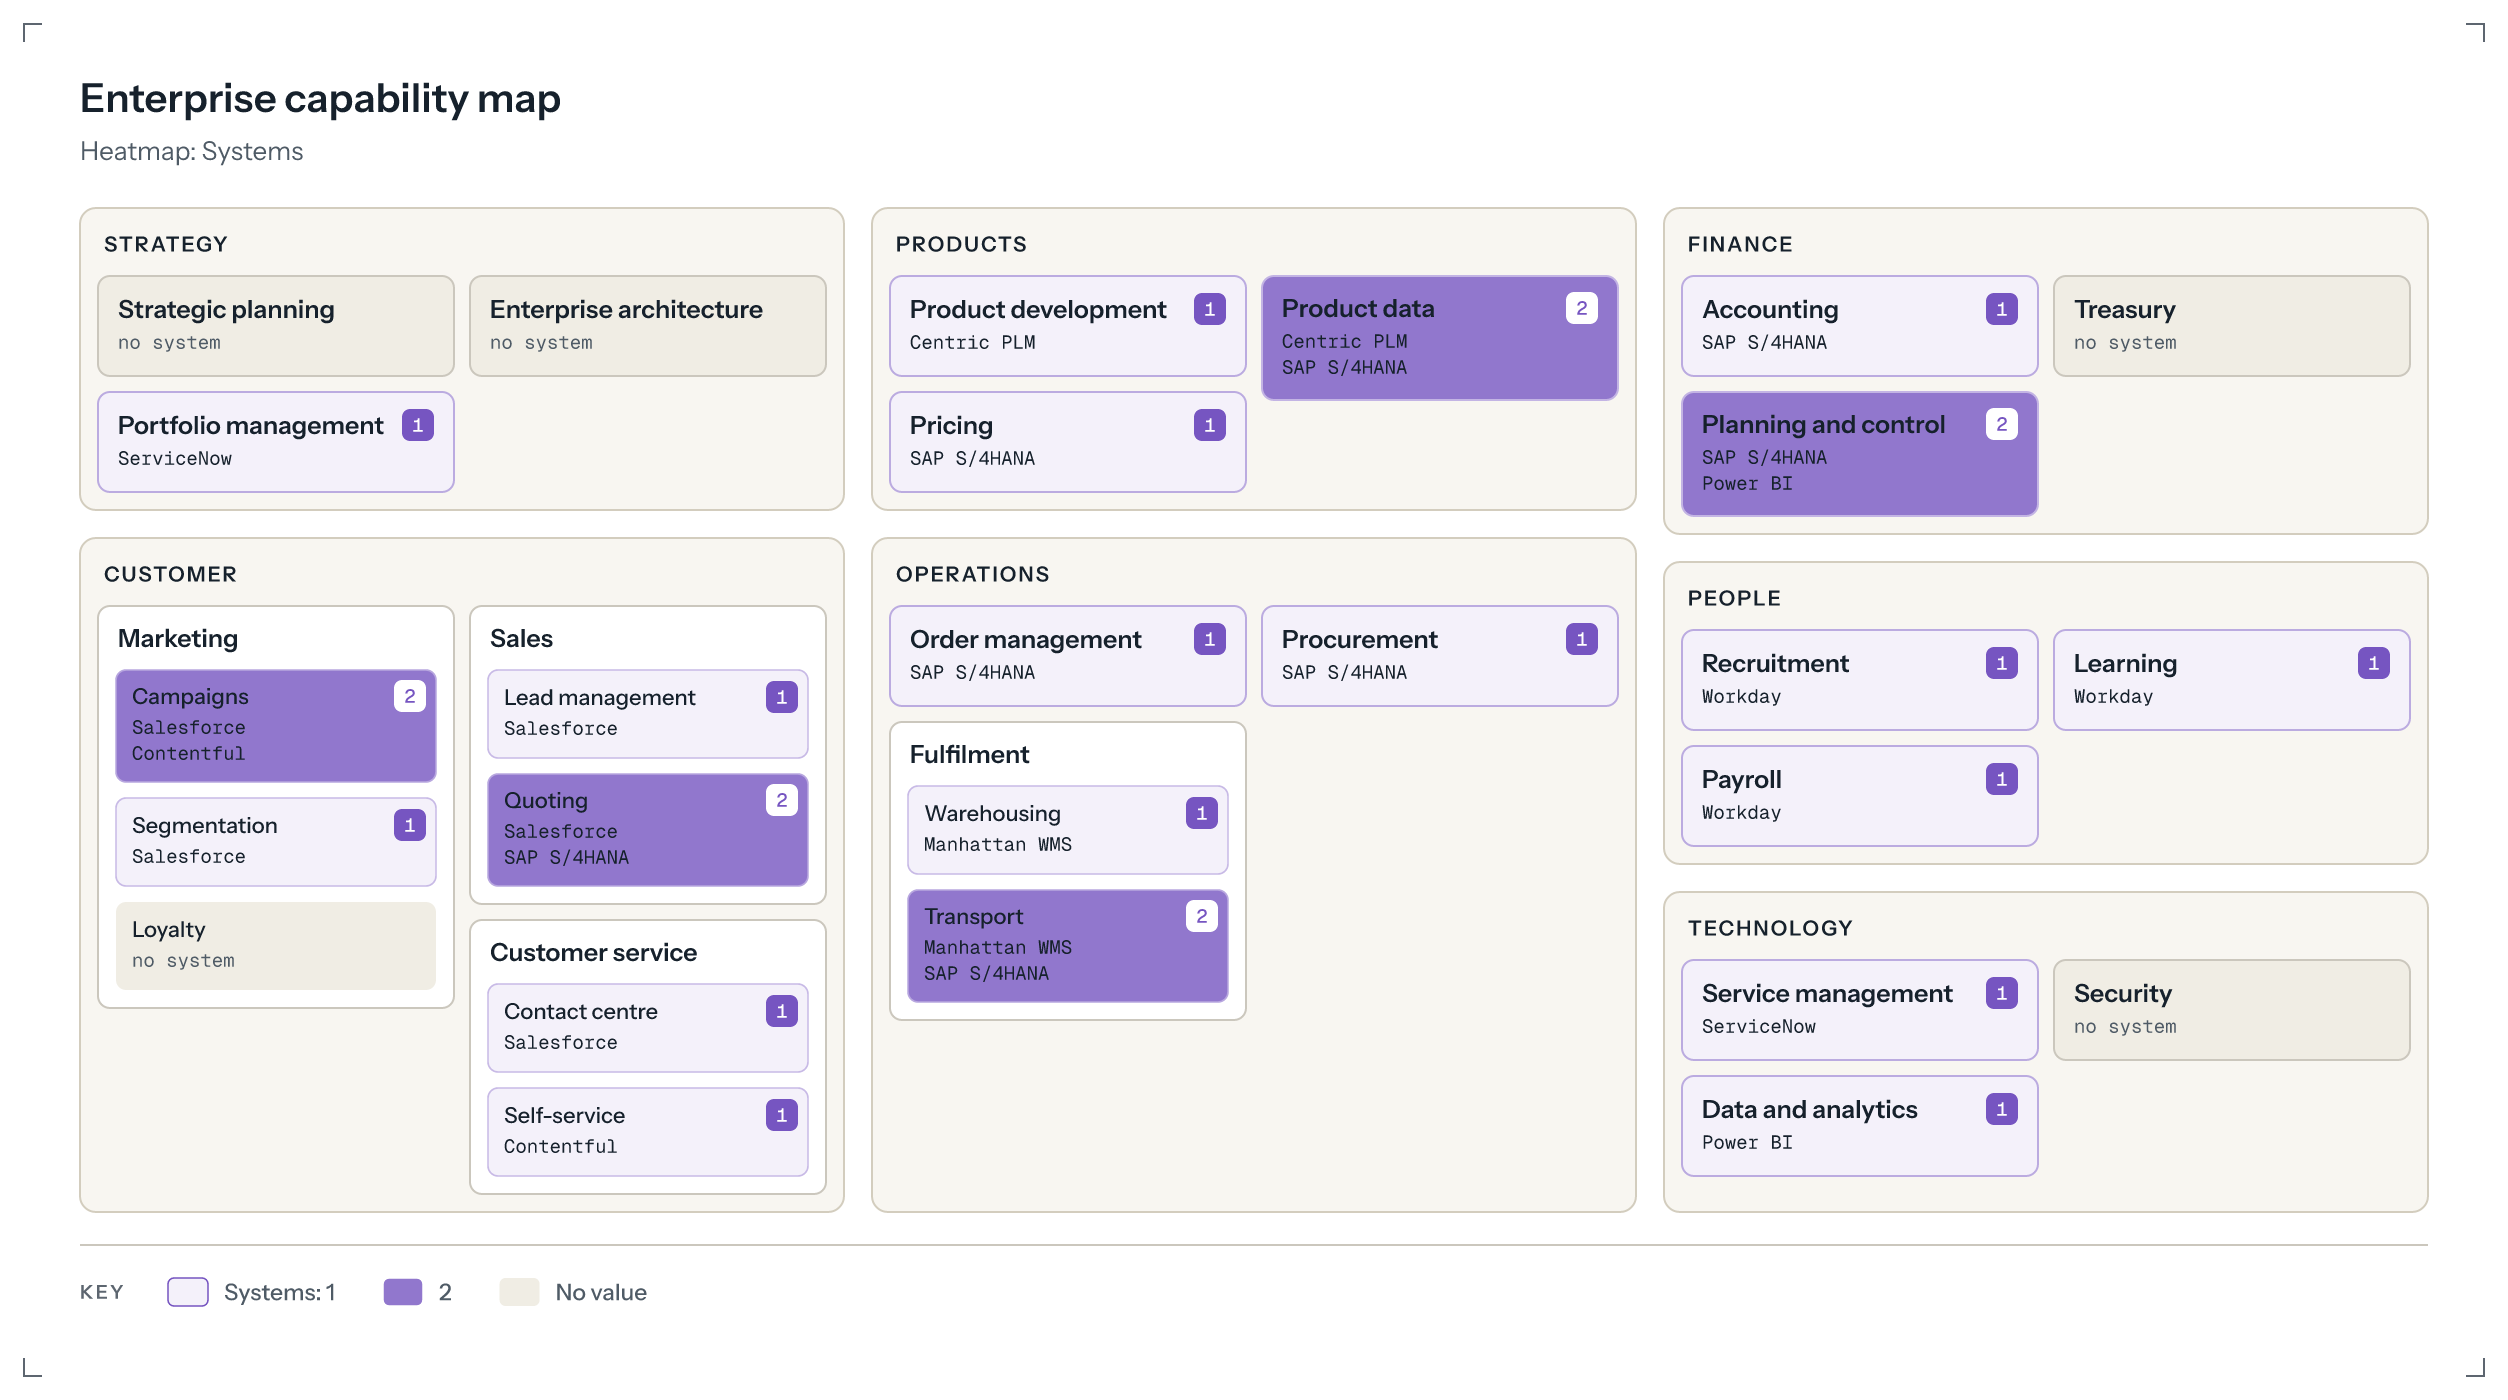 Enterprise capability map
Heatmap: Systems
STRATEGY
Strategic planning
no system
Enterprise architecture
no system
Portfolio management 1
ServiceNow
PRODUCTS
Product development 1
Centric PLM
Product data 2
Centric PLM
SAP S/4HANA
Pricing 1
SAP S/4HANA
FINANCE
Accounting 1
SAP S/4HANA
Treasury
no system
Planning and control 2
SAP S/4HANA
Power BI
CUSTOMER
Marketing
Campaigns 2
Salesforce
Contentful
Segmentation 1
Salesforce
Loyalty
no system
Sales
Lead management 1
Salesforce
Quoting 2
Salesforce
SAP S/4HANA
Customer service
Contact centre 1
Salesforce
Self-service 1
Contentful
OPERATIONS
Order management 1
SAP S/4HANA
Procurement 1
SAP S/4HANA
Fulfilment
Warehousing 1
Manhattan WMS
Transport 2
Manhattan WMS
SAP S/4HANA
PEOPLE
Recruitment 1
Workday
Learning 1
Workday
Payroll 1
Workday
TECHNOLOGY
Service management 1
ServiceNow
Security
no system
Data and analytics 1
Power BI
KEY Systems: 1 2 No value